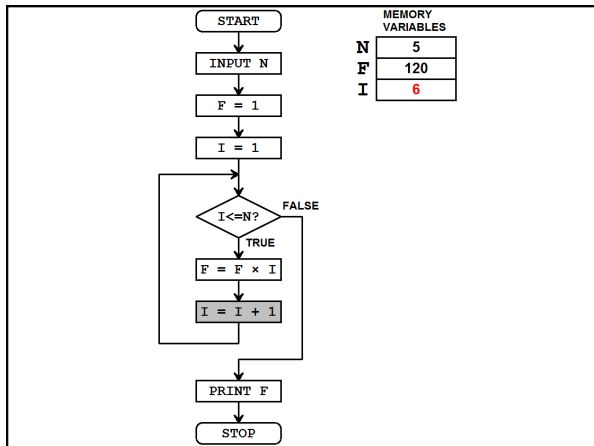 START
INPUT N
F = 1
I = 1
I<=N?
FALSE
TRUE
F = F × I
I = I + 1
PRINT F
STOP
MEMORY
VARIABLES
N 5
F 120
I 6